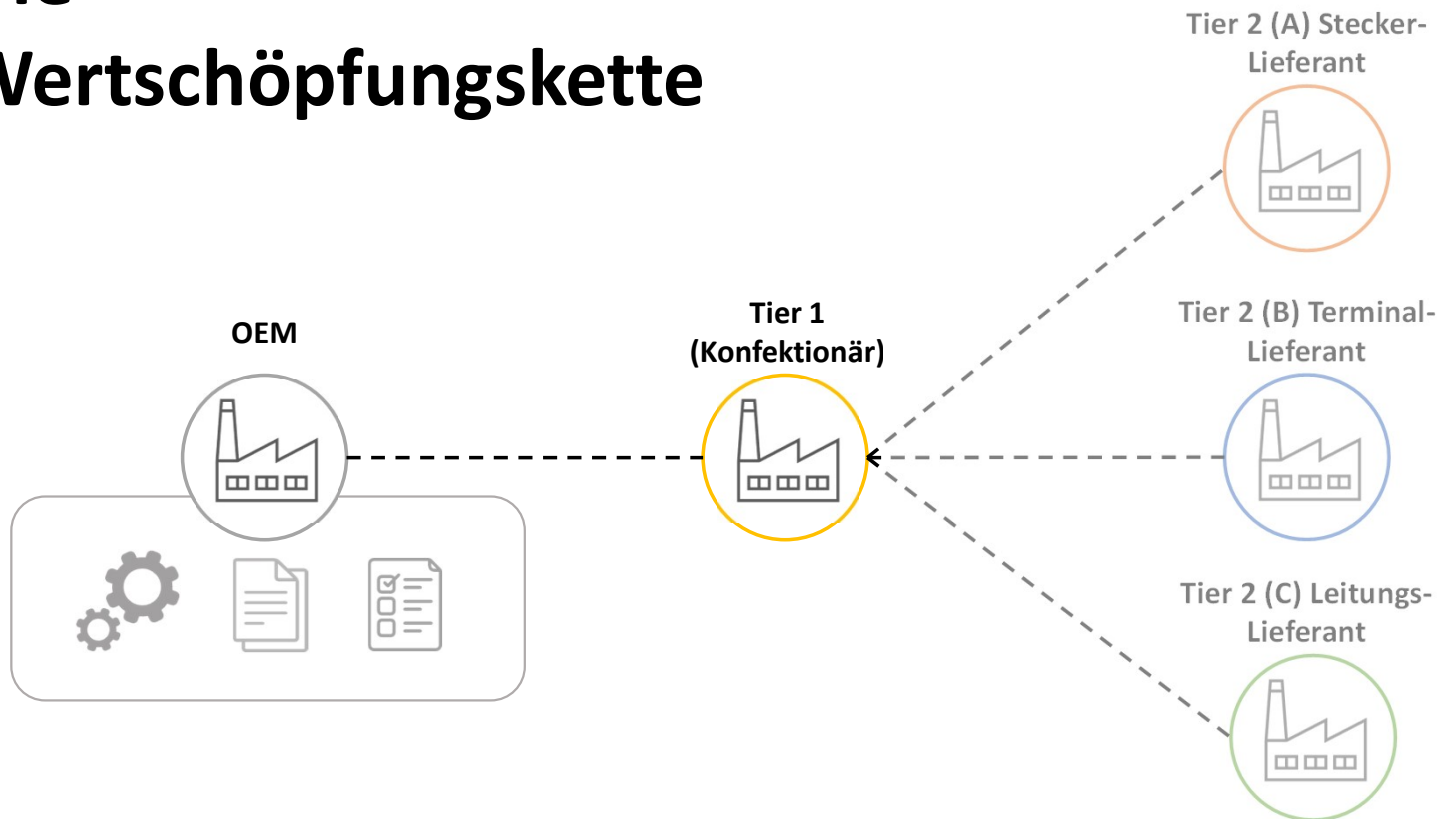 Wertschöpfungskette
Tier 2 (A) Stecker-
Lieferant
OEM
Tier 1
(Konfektionär)
Tier 2 (B) Terminal-
Lieferant
Tier 2 (C) Leitungs-
Lieferant